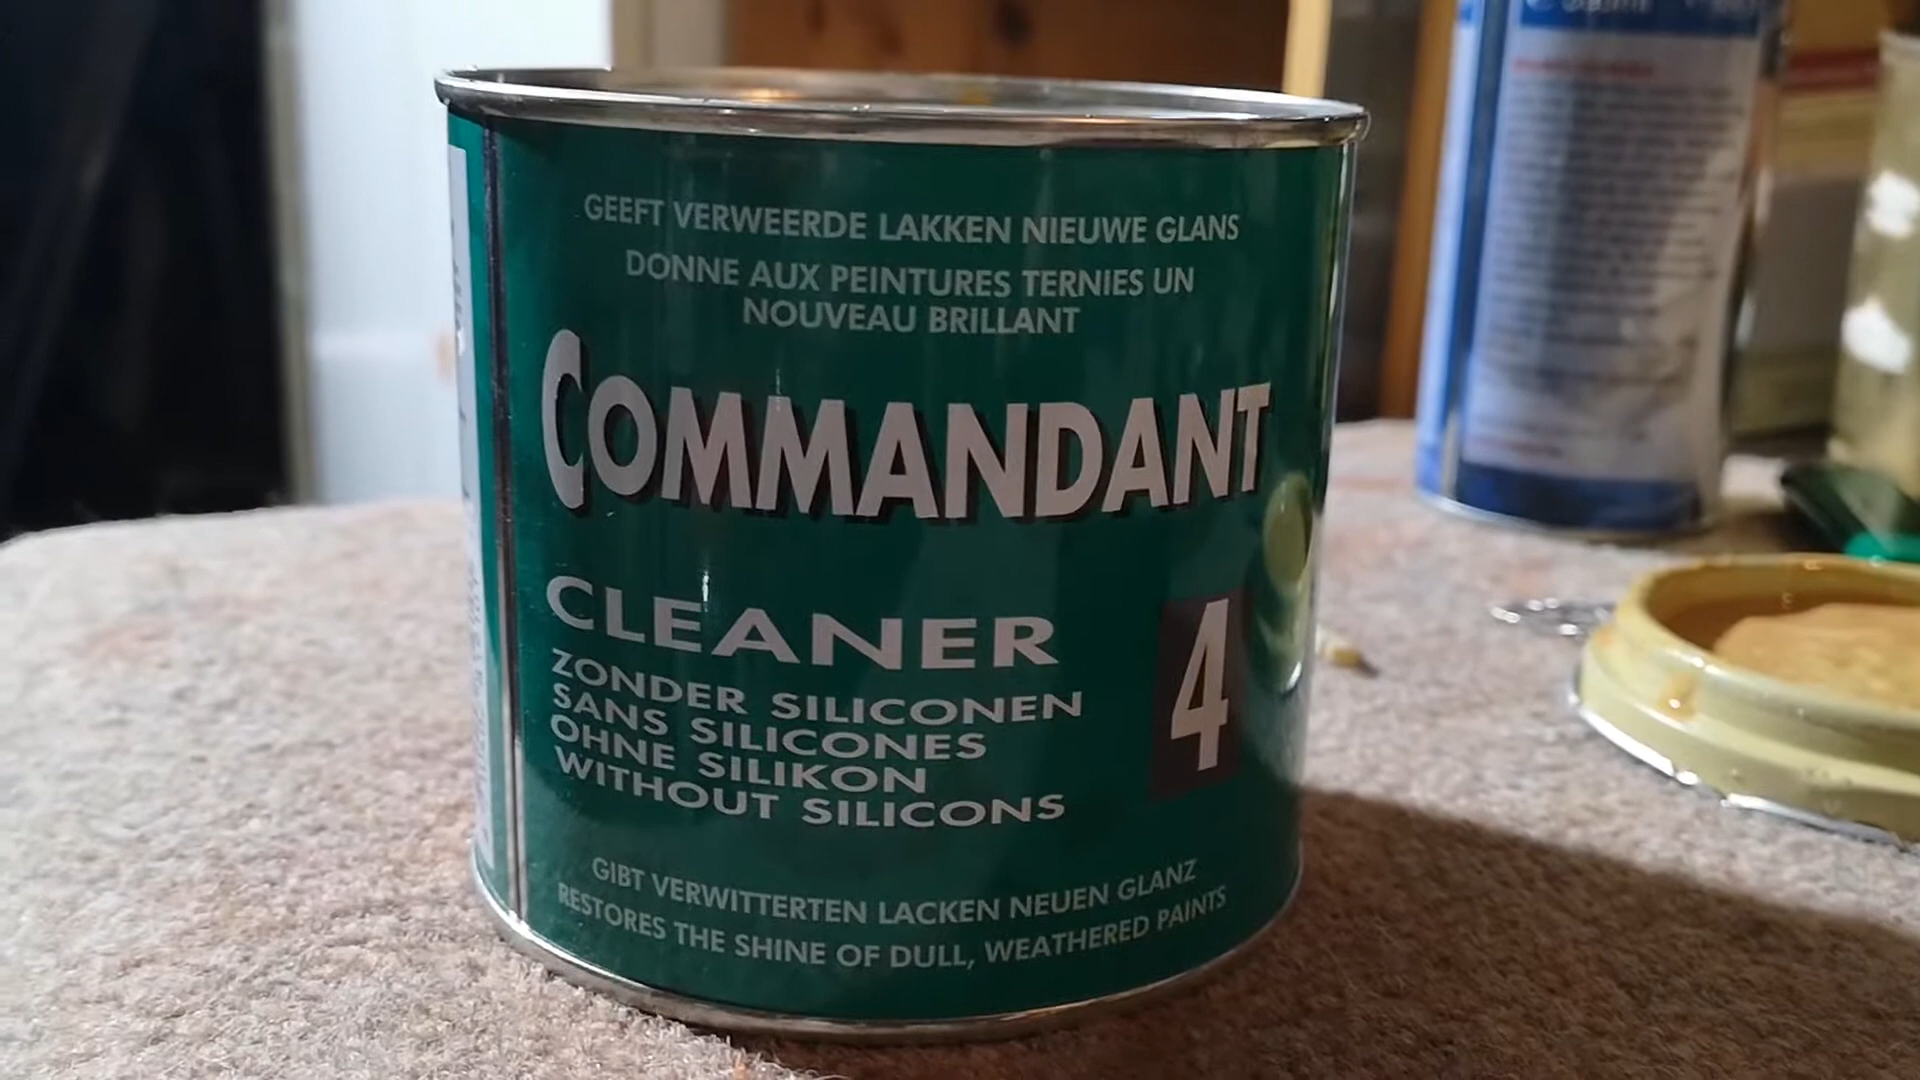 GEEFT VERWEERDE LAKKEN NIEUWE GLANS
DONNE AUX PEINTURES TERNIES UN
NOUVEAU BRILLANT
COMMANDANT
CLEANER
4
ZONDER SILICONEN
SANS SILICONES
OHNE SILIKON
WITHOUT SILICONS
GIBT VERWITTERTEN LACKEN NEUEN GLANZ
RESTORES THE SHINE OF DULL, WEATHERED PAINTS